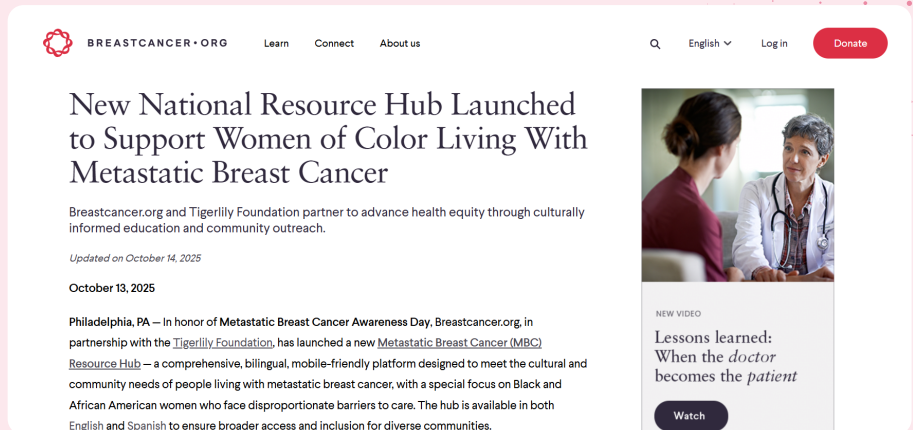 BREASTCANCER•ORG
Learn
Connect
About us
English
Log in
Donate
New National Resource Hub Launched
to Support Women of Color Living With
Metastatic Breast Cancer
Breastcancer.org and Tigerlily Foundation partner to advance health equity through culturally
informed education and community outreach.
Updated on October 14, 2025
October 13, 2025
Philadelphia, PA — In honor of Metastatic Breast Cancer Awareness Day, Breastcancer.org, in
partnership with the Tigerlily Foundation, has launched a new Metastatic Breast Cancer (MBC)
Resource Hub — a comprehensive, bilingual, mobile-friendly platform designed to meet the cultural and
community needs of people living with metastatic breast cancer, with a special focus on Black and
African American women who face disproportionate barriers to care. The hub is available in both
English and Spanish to ensure broader access and inclusion for diverse communities.
NEW VIDEO
Lessons learned:
When the doctor
becomes the patient
Watch